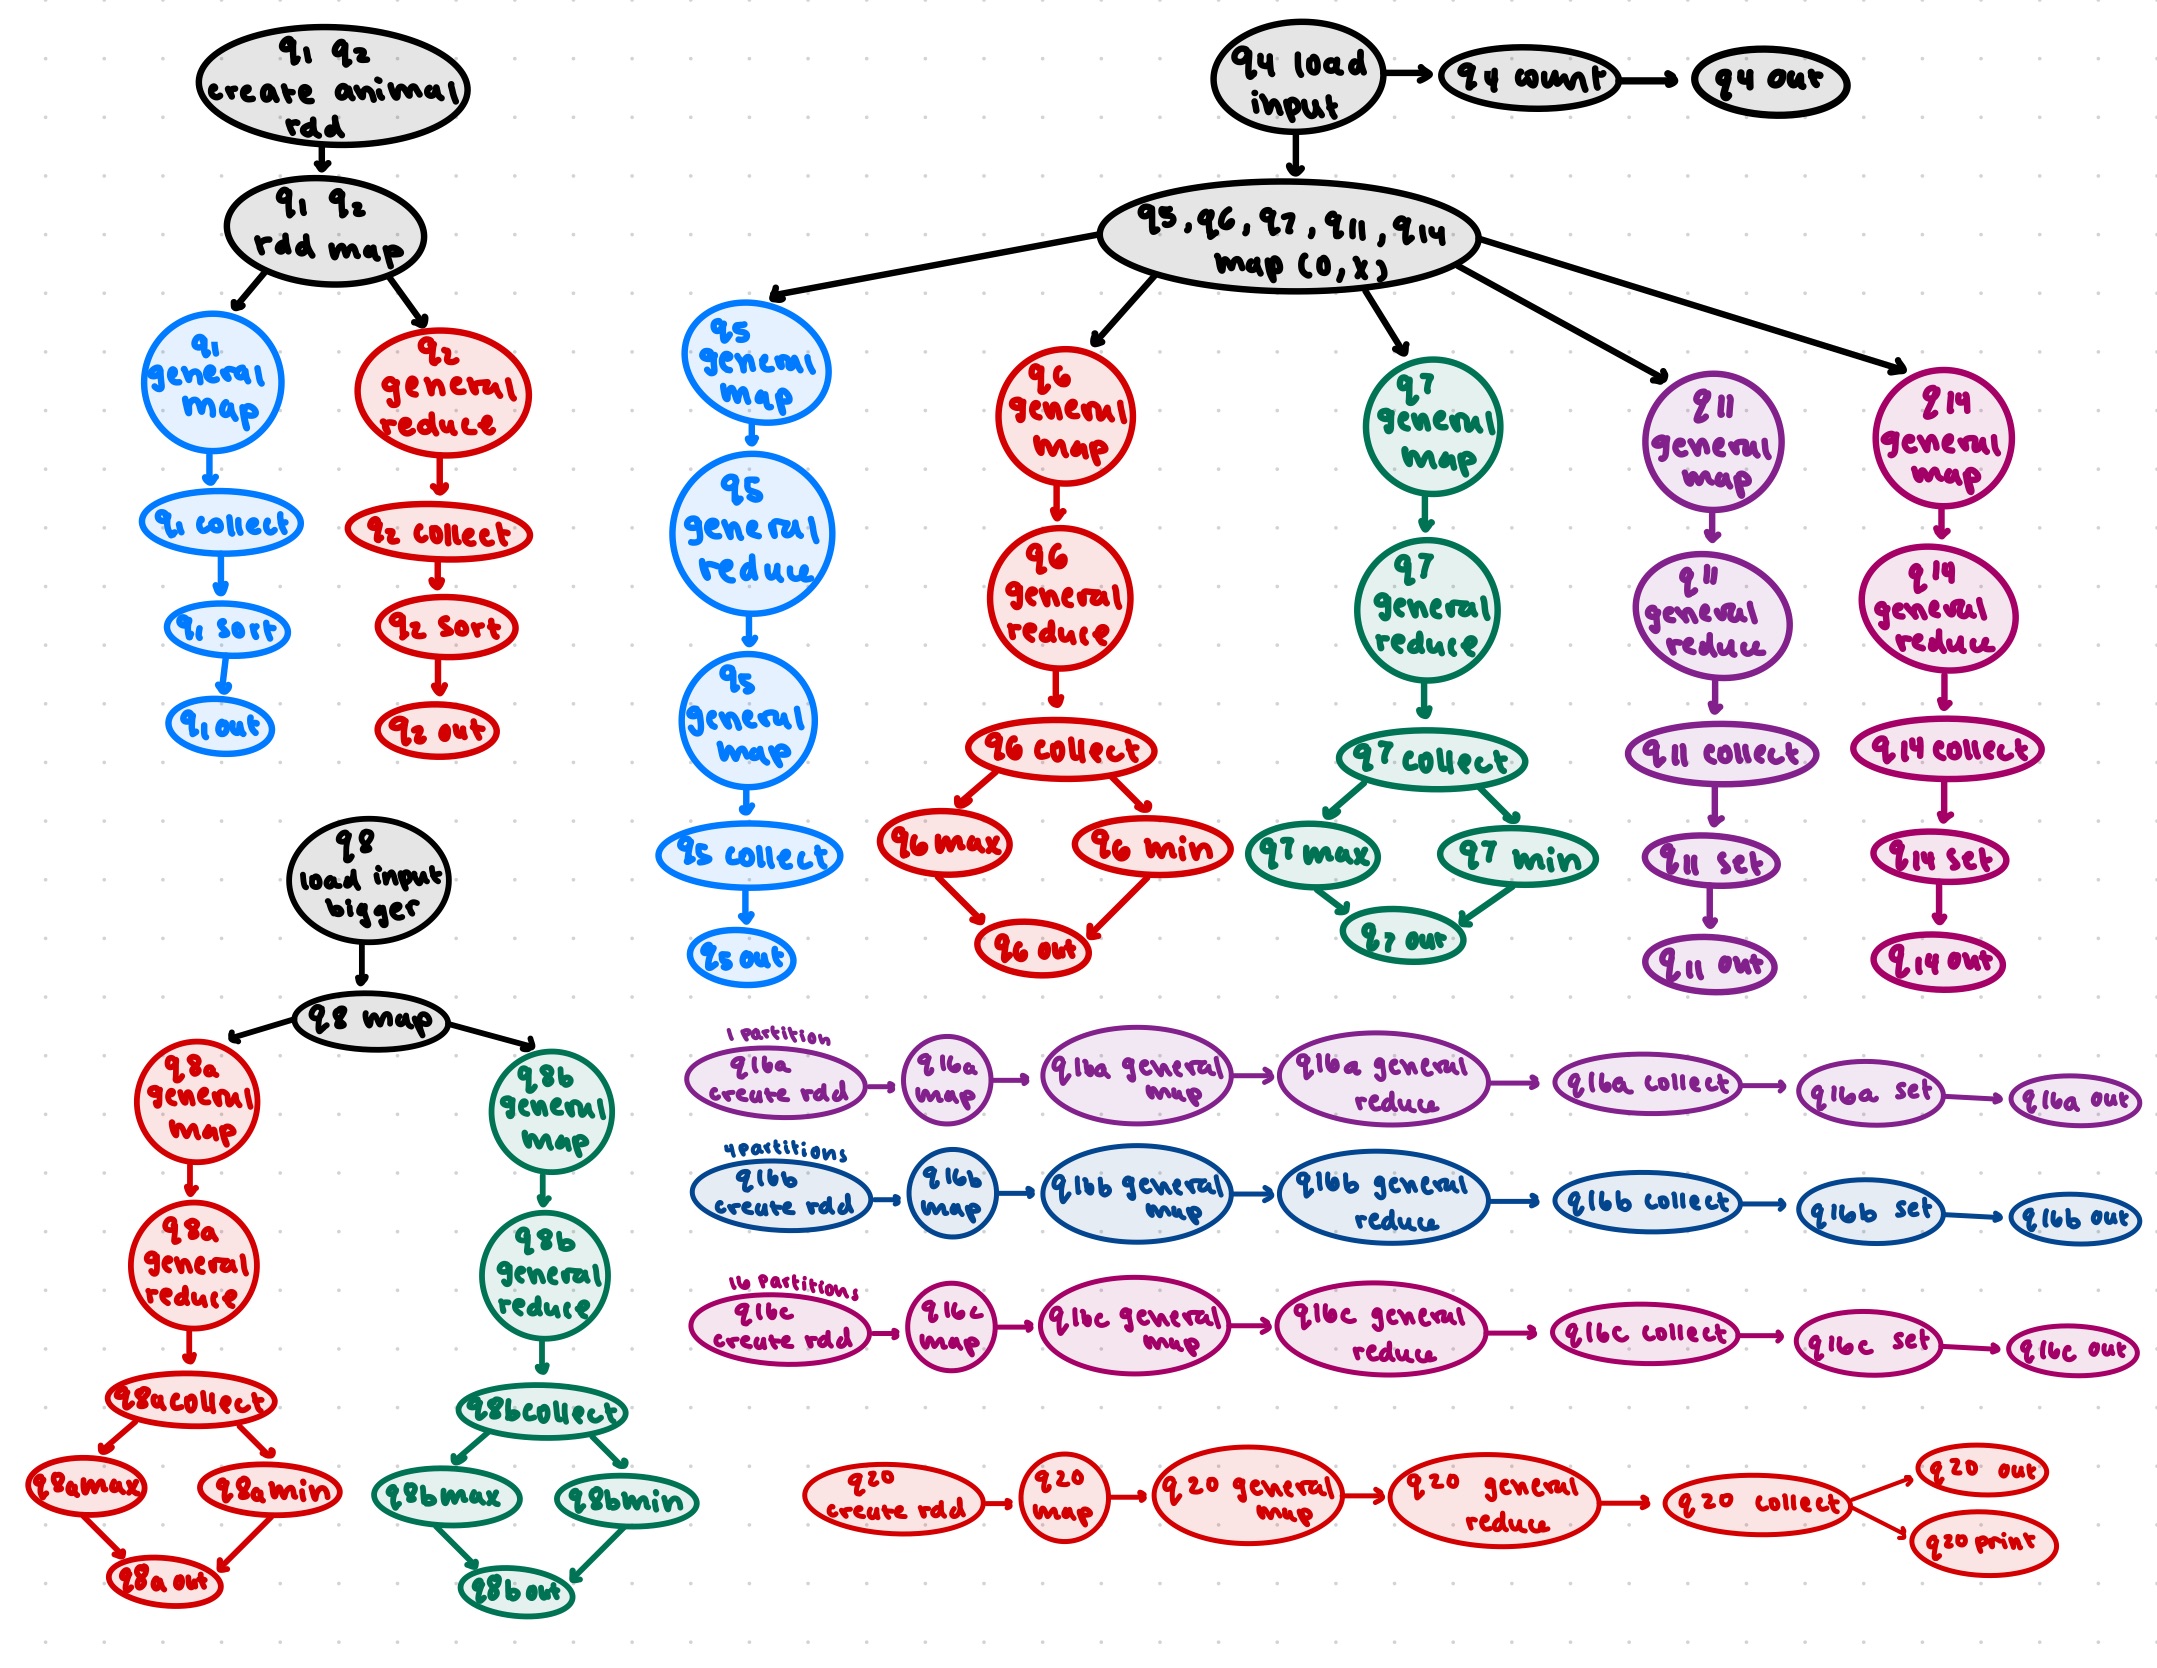 q1 q2
create animal
rdd
q1 q2
rdd map
q1
general
map
q1 collect
q1 sort
q1 out
q2
general
reduce
q2 collect
q2 sort
q2 out
q4 load
input
q4 count
q4 out
q5, q6, q7, q11, q14
map (0, x)
q5
general
map
q5
general
reduce
q5
general
map
q5 collect
q5 out
q6
general
map
q6
general
reduce
q6 collect
q6 max
q6 min
q6 out
q7
general
map
q7
general
reduce
q7 collect
q7 max
q7 min
q7 out
q11
general
map
q11
general
reduce
q11 collect
q11 set
q11 out
q14
general
map
q14
general
reduce
q14 collect
q14 set
q14 out
q8
load input
bigger
q8 map
q8a
general
map
q8a
general
reduce
q8a collect
q8a max
q8a min
q8a out
q8b
general
map
q8b
general
reduce
q8b collect
q8b max
q8b min
q8b out
1 partition
q16a
create rdd
q16a
map
q16a general
map
q16a general
reduce
q16a collect
q16a set
q16a out
4 partitions
q16b
create rdd
q16b
map
q16b general
map
q16b general
reduce
q16b collect
q16b set
q16b out
16 partitions
q16c
create rdd
q16c
map
q16c general
map
q16c general
reduce
q16c collect
q16c set
q16c out
q20
create rdd
q20
map
q20 general
map
q20 general
reduce
q20 collect
q20 out
q20 print